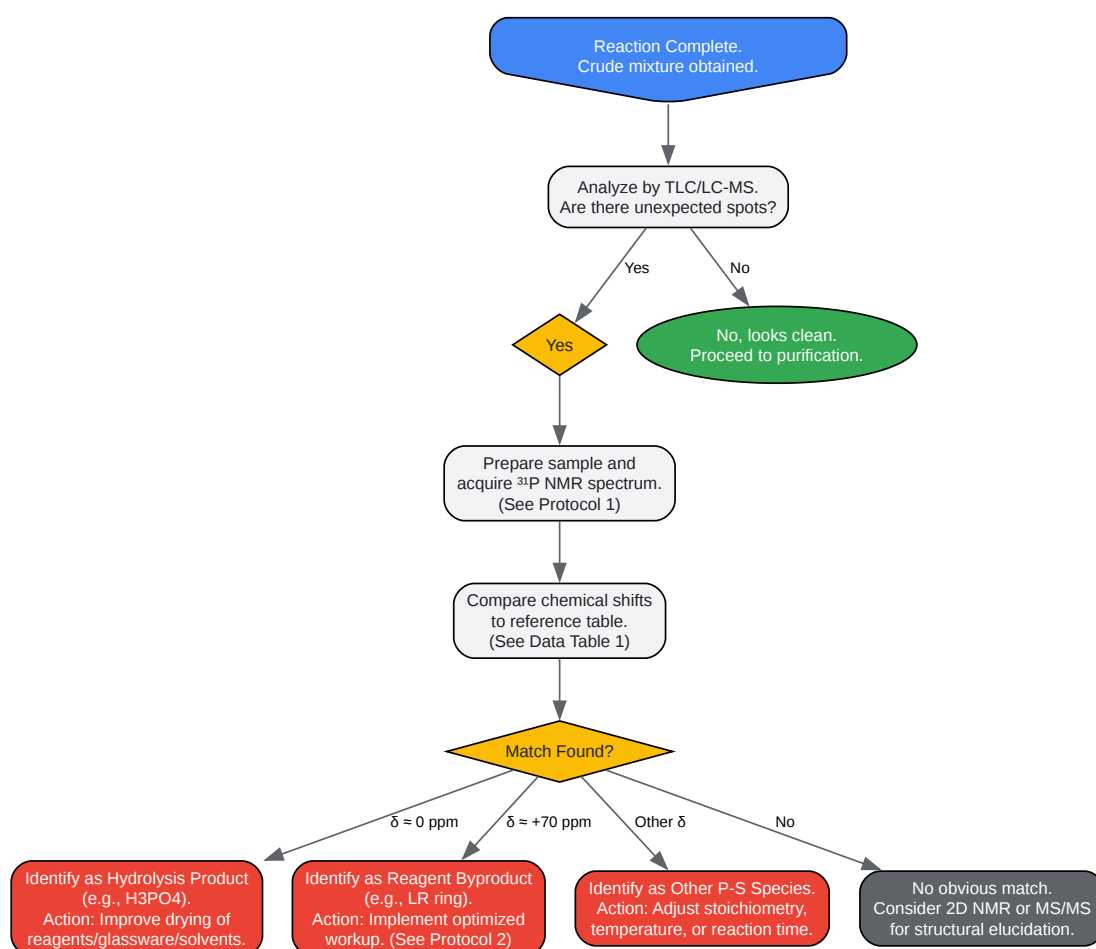 Reaction Complete.
Crude mixture obtained.
Analyze by TLC/LC-MS.
Are there unexpected spots?
Yes
No
Yes
No, looks clean.
Proceed to purification.
Prepare sample and
acquire ³¹P NMR spectrum.
(See Protocol 1)
Compare chemical shifts
to reference table.
(See Data Table 1)
Match Found?
δ ≈ 0 ppm
δ ≈ +70 ppm
Other δ
No
Identify as Hydrolysis Product
(e.g., H3PO4).
Action: Improve drying of
reagents/glassware/solvents.
Identify as Reagent Byproduct
(e.g., LR ring).
Action: Implement optimized
workup. (See Protocol 2)
Identify as Other P-S Species.
Action: Adjust stoichiometry,
temperature, or reaction time.
No obvious match.
Consider 2D NMR or MS/MS
for structural elucidation.